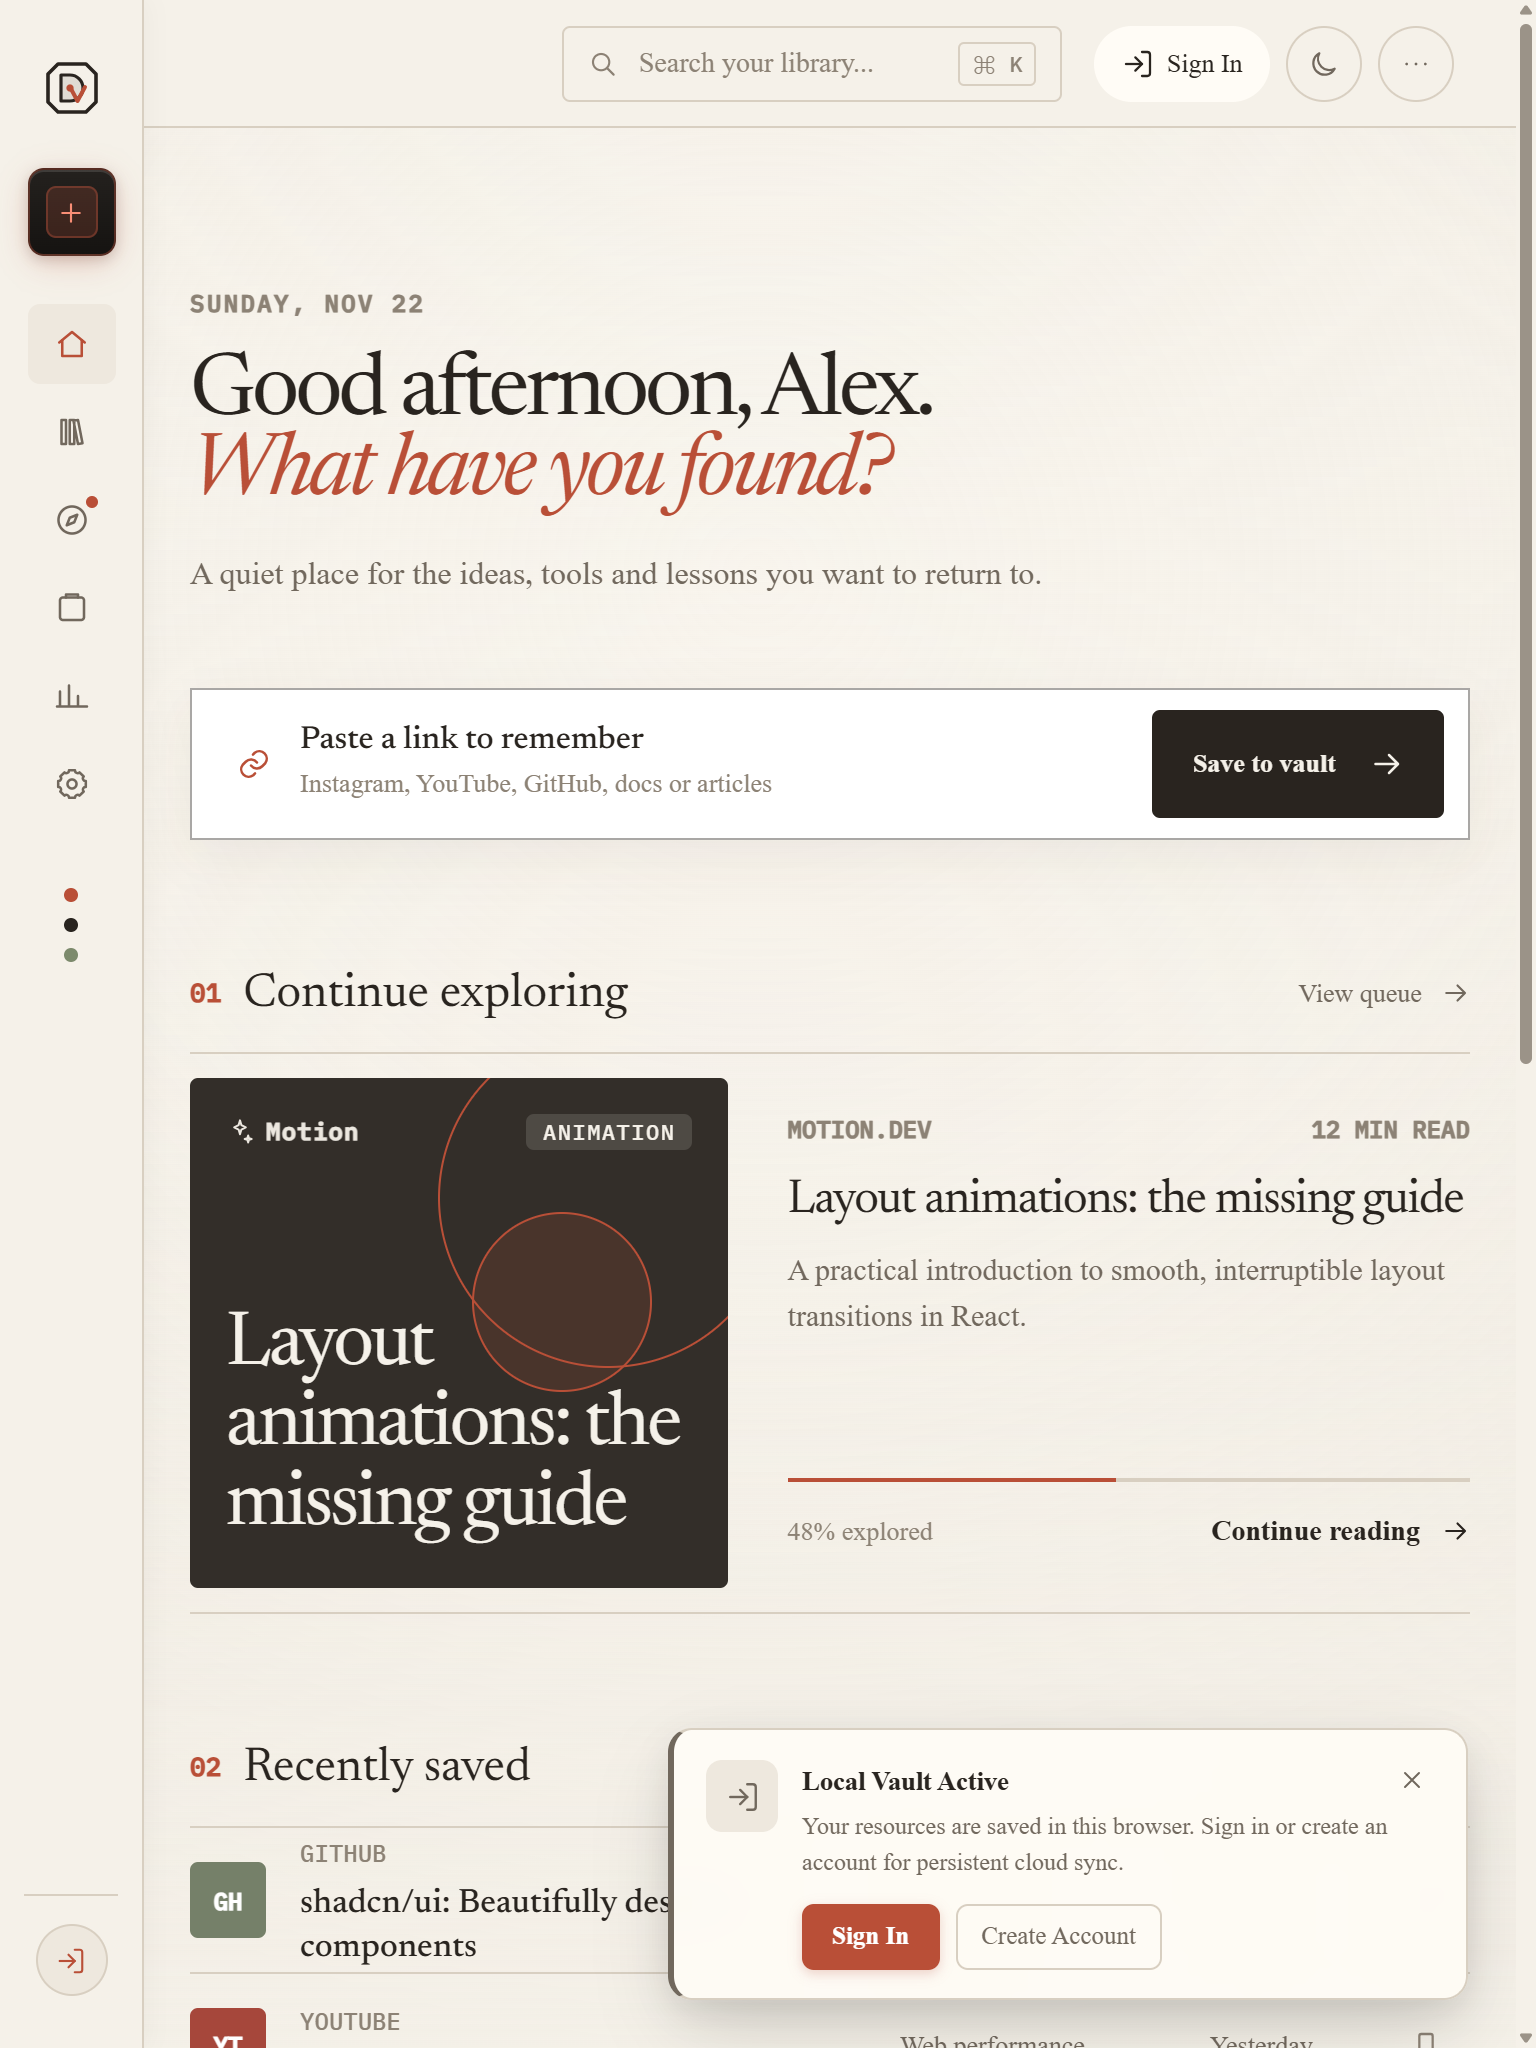 Search your library...
⌘ K
Sign In
SUNDAY, NOV 22
Good afternoon, Alex.
What have you found?
A quiet place for the ideas, tools and lessons you want to return to.
Paste a link to remember
Instagram, YouTube, GitHub, docs or articles
Save to vault
01 Continue exploring
View queue
Motion
ANIMATION
Layout
animations: the
missing guide
MOTION.DEV
12 MIN READ
Layout animations: the missing guide
A practical introduction to smooth, interruptible layout
transitions in React.
48% explored
Continue reading
02 Recently saved
GH
GITHUB
shadcn/ui: Beautifully des
components
Local Vault Active
Your resources are saved in this browser. Sign in or create an
account for persistent cloud sync.
Sign In
Create Account
YT
YOUTUBE
Web performance
Yesterday